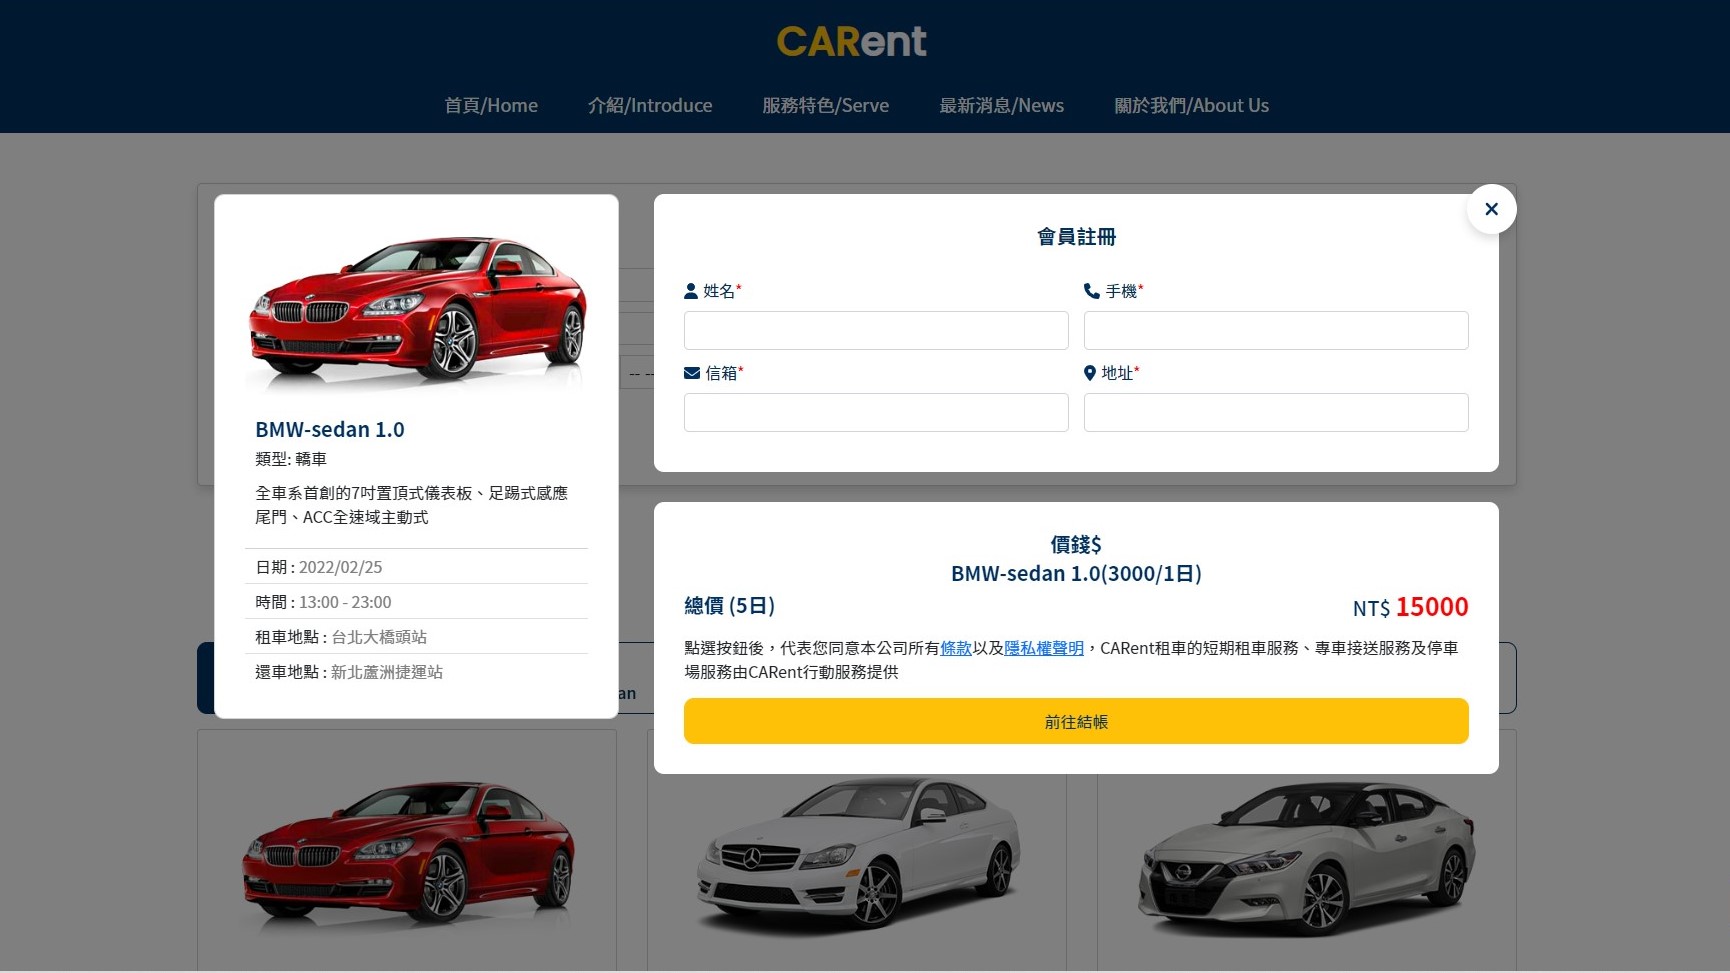 CARent
首頁/Home 介紹/Introduce 服務特色/Serve 最新消息/News 關於我們/About Us
BMW-sedan 1.0
類型: 轎車
全車系首創的7吋置頂式儀表板、足踢式感應
尾門、ACC全速域主動式
日期 : 2022/02/25
時間 : 13:00 - 23:00
租車地點 : 台北大橋頭站
還車地點 : 新北蘆洲捷運站
會員註冊
姓名* 手機*
信箱* 地址*
-- --
價錢$
BMW-sedan 1.0(3000/1日)
總價 (5日) NT$ 15000
點選按鈕後，代表您同意本公司所有條款以及隱私權聲明，CARent租車的短期租車服務、專車接送服務及停車
場服務由CARent行動服務提供
前往結帳
an